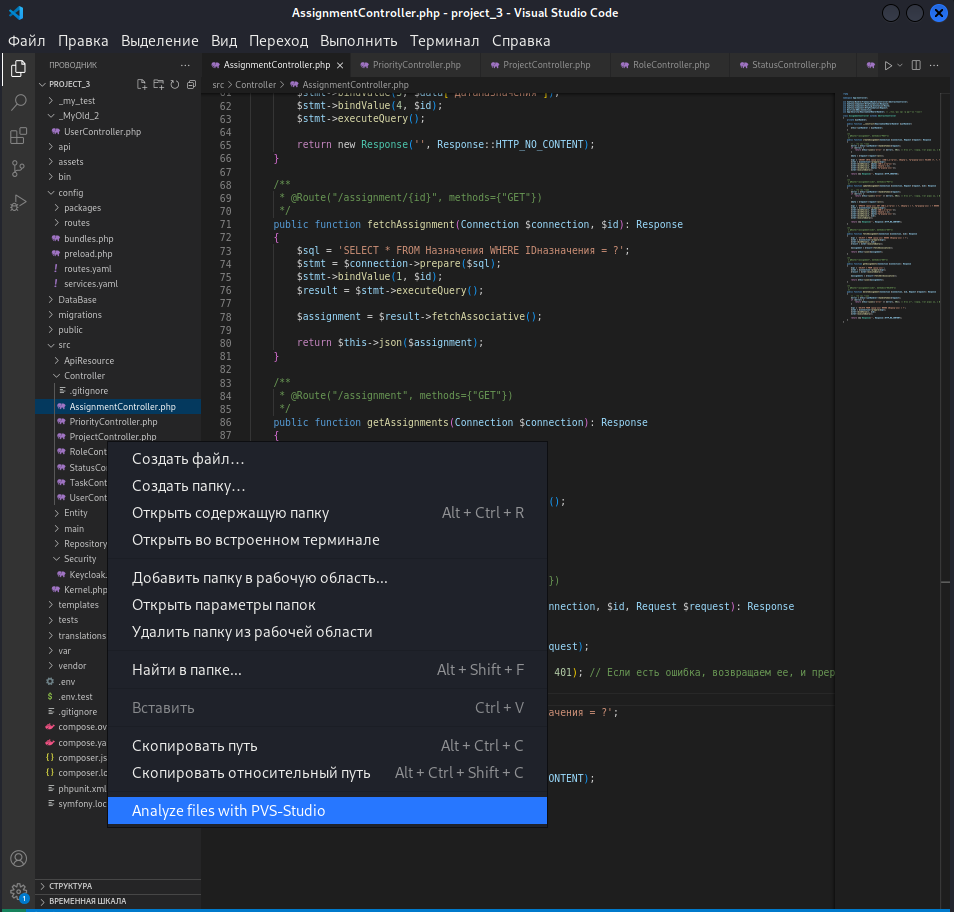 AssignmentController.php - project_3 - Visual Studio Code
Файл Правка Выделение Вид Переход Выполнить Терминал Справка
ПРОВОДНИК ···
PROJECT_3
_my_test
_MyOld_2
UserController.php
api
assets
bin
config
packages
routes
bundles.php
preload.php
! routes.yaml
! services.yaml
DataBase
migrations
public
src
ApiResource
Controller
.gitignore
AssignmentController.php
PriorityController.php
ProjectController.php
RoleCont
StatusCo
TaskCont
UserCont
Entity
main
Repository
Security
Keycloak.
Kernel.php
templates
tests
translations
var
vendor
.env
$ .env.test
.gitignore
compose.ov
compose.ya
{} composer.js
{} composer.lo
phpunit.xml
symfony.loc
СТРУКТУРА
ВРЕМЕННАЯ ШКАЛА
1
AssignmentController.php PriorityController.php ProjectController.php RoleController.php StatusController.php ···
src > Controller > AssignmentController.php
61 $stmt->bindValue(3, $data['ДатаНазначения']);
62 $stmt->bindValue(4, $id);
63 $stmt->executeQuery();
64
65 return new Response('', Response::HTTP_NO_CONTENT);
66 }
67
68 /**
69 * @Route("/assignment/{id}", methods={"GET"})
70 */
71 public function fetchAssignment(Connection $connection, $id): Response
72 {
73 $sql = 'SELECT * FROM Назначения WHERE IDназначения = ?';
74 $stmt = $connection->prepare($sql);
75 $stmt->bindValue(1, $id);
76 $result = $stmt->executeQuery();
77
78 $assignment = $result->fetchAssociative();
79
80 return $this->json($assignment);
81 }
82
83 /**
84 * @Route("/assignment", methods={"GET"})
85 */
86 public function getAssignments(Connection $connection): Response
87 {
();
})
nnection, $id, Request $request): Response
quest);
401); // Если есть ошибка, возвращаем ее, и прер
ачения = ?';
ONTENT);
Создать файл...
Создать папку...
Открыть содержащую папку Alt + Ctrl + R
Открыть во встроенном терминале
Добавить папку в рабочую область...
Открыть параметры папок
Удалить папку из рабочей области
Найти в папке... Alt + Shift + F
Вставить Ctrl + V
Скопировать путь Alt + Ctrl + C
Скопировать относительный путь Alt + Ctrl + Shift + C
Analyze files with PVS-Studio